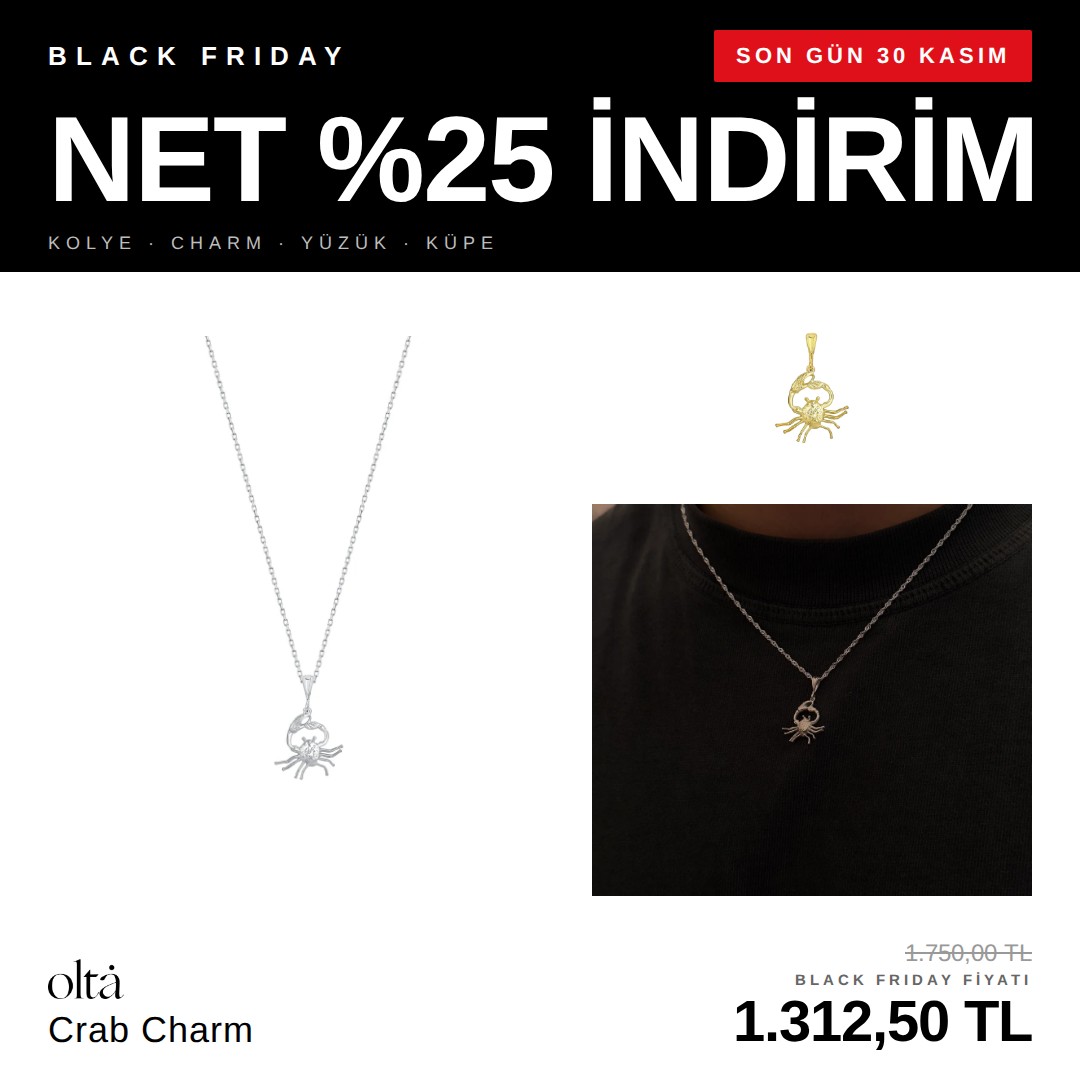 BLACK FRIDAY
SON GÜN 30 KASIM
NET %25 İNDİRİM
KOLYE · CHARM · YÜZÜK · KÜPE
1.750,00 TL
BLACK FRIDAY FİYATI
1.312,50 TL
olta
Crab Charm